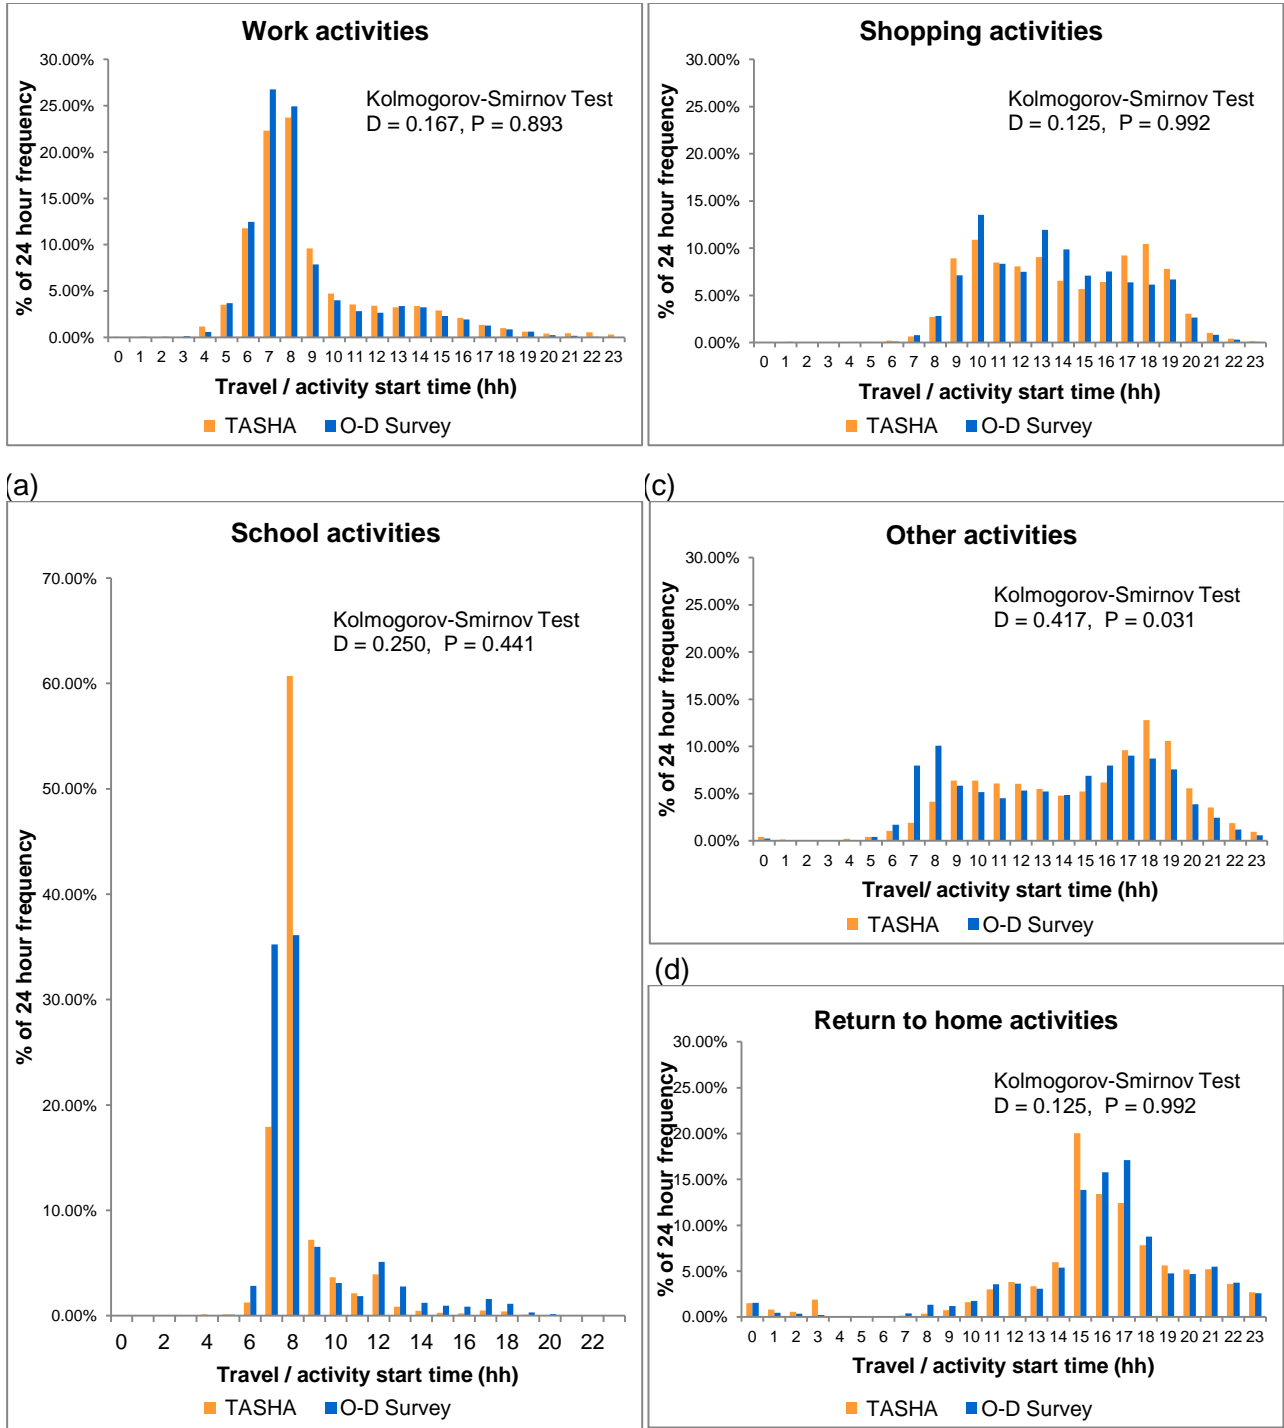 Work activities
30.00%
25.00%
20.00%
15.00%
10.00%
5.00%
0.00%
% of 24 hour frequency
Kolmogorov-Smirnov Test
D = 0.167, P = 0.893
0 1 2 3 4 5 6 7 8 9 10 11 12 13 14 15 16 17 18 19 20 21 22 23
Travel / activity start time (hh)
TASHA O-D Survey
(a)
Shopping activities
30.00%
25.00%
20.00%
15.00%
10.00%
5.00%
0.00%
% of 24 hour frequency
Kolmogorov-Smirnov Test
D = 0.125, P = 0.992
0 1 2 3 4 5 6 7 8 9 10 11 12 13 14 15 16 17 18 19 20 21 22 23
Travel / activity start time (hh)
TASHA O-D Survey
(c)
School activities
70.00%
60.00%
50.00%
40.00%
30.00%
20.00%
10.00%
0.00%
% of 24 hour frequency
Kolmogorov-Smirnov Test
D = 0.250, P = 0.441
0 2 4 6 8 10 12 14 16 18 20 22
Travel / activity start time (hh)
TASHA O-D Survey
Other activities
30.00%
25.00%
20.00%
15.00%
10.00%
5.00%
0.00%
% of 24 hour frequency
Kolmogorov-Smirnov Test
D = 0.417, P = 0.031
0 1 2 3 4 5 6 7 8 9 10 11 12 13 14 15 16 17 18 19 20 21 22 23
Travel/ activity start time (hh)
TASHA O-D Survey
(d)
Return to home activities
30.00%
25.00%
20.00%
15.00%
10.00%
5.00%
0.00%
% of 24 hour frequency
Kolmogorov-Smirnov Test
D = 0.125, P = 0.992
0 1 2 3 4 5 6 7 8 9 10 11 12 13 14 15 16 17 18 19 20 21 22 23
Travel / activity start time (hh)
TASHA O-D Survey